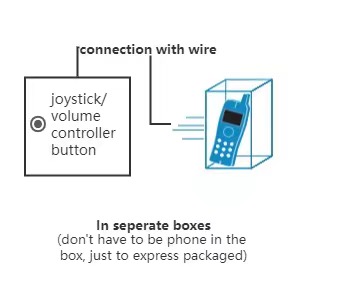 connection with wire
joystick/
volume
controller
button
In seperate boxes
(don't have to be phone in the
box, just to express packaged)